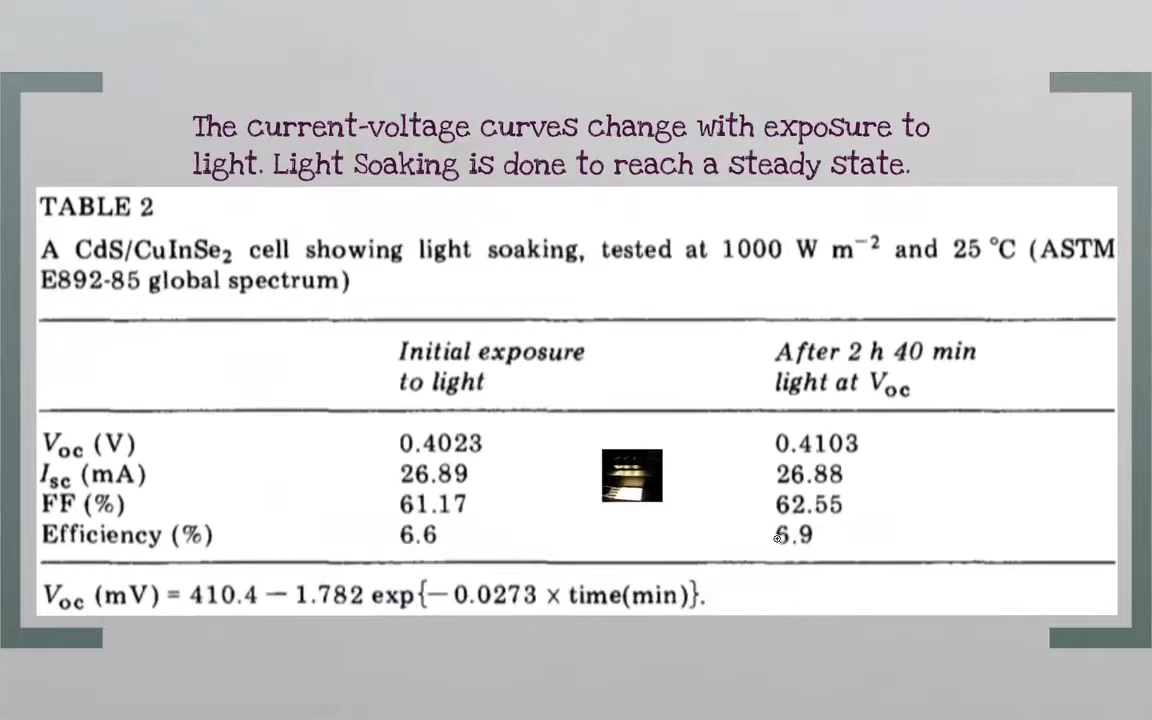 The current-voltage curves change with exposure to
light. Light Soaking is done to reach a steady state.
TABLE 2
A CdS/CuInSe₂ cell showing light soaking, tested at 1000 W m⁻² and 25 °C (ASTM
E892-85 global spectrum)
Initial exposure After 2 h 40 min
to light light at Voc
Voc (V) 0.4023 0.4103
Isc (mA) 26.89 26.88
FF (%) 61.17 62.55
Efficiency (%) 6.6 6.9
Voc (mV) = 410.4 − 1.782 exp{− 0.0273 × time(min)}.